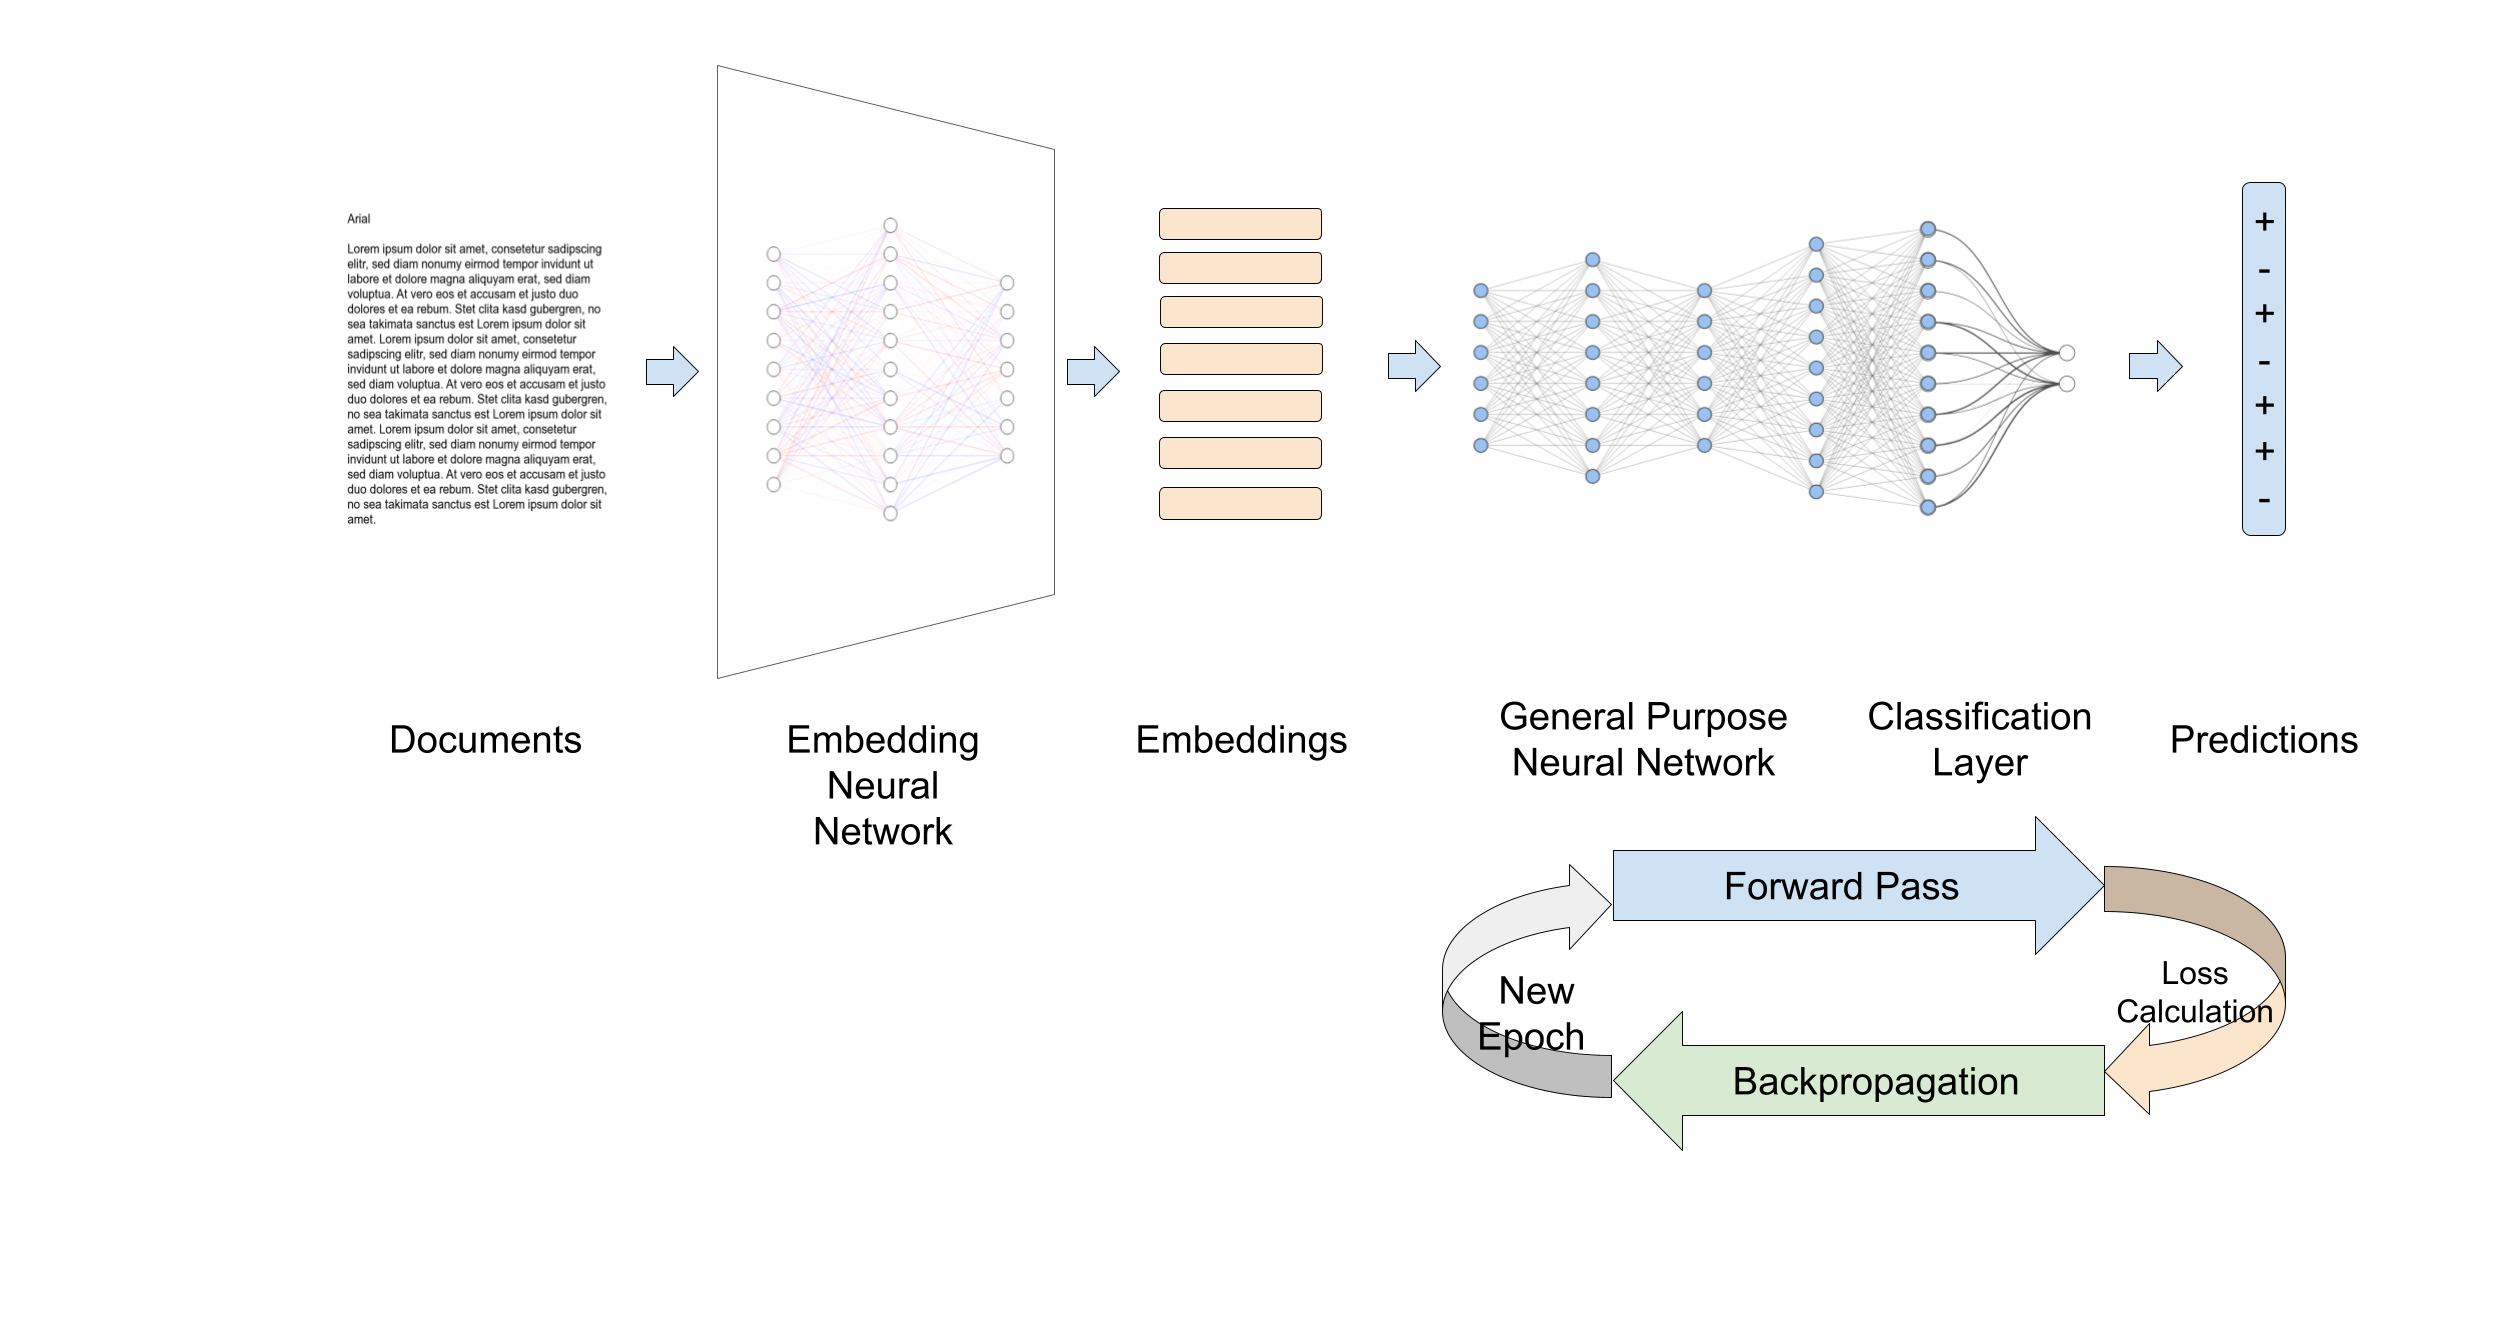 Arial
Lorem ipsum dolor sit amet, consetetur sadipscing
elitr, sed diam nonumy eirmod tempor invidunt ut
labore et dolore magna aliquyam erat, sed diam
voluptua. At vero eos et accusam et justo duo
dolores et ea rebum. Stet clita kasd gubergren, no
sea takimata sanctus est Lorem ipsum dolor sit
amet. Lorem ipsum dolor sit amet, consetetur
sadipscing elitr, sed diam nonumy eirmod tempor
invidunt ut labore et dolore magna aliquyam erat,
sed diam voluptua. At vero eos et accusam et justo
duo dolores et ea rebum. Stet clita kasd gubergren,
no sea takimata sanctus est Lorem ipsum dolor sit
amet. Lorem ipsum dolor sit amet, consetetur
sadipscing elitr, sed diam nonumy eirmod tempor
invidunt ut labore et dolore magna aliquyam erat,
sed diam voluptua. At vero eos et accusam et justo
duo dolores et ea rebum. Stet clita kasd gubergren,
no sea takimata sanctus est Lorem ipsum dolor sit
amet.
+
-
+
-
+
+
-
Documents
Embedding
Neural
Network
Embeddings
General Purpose
Neural Network
Classification
Layer
Predictions
Forward Pass
Loss
Calculation
New
Epoch
Backpropagation